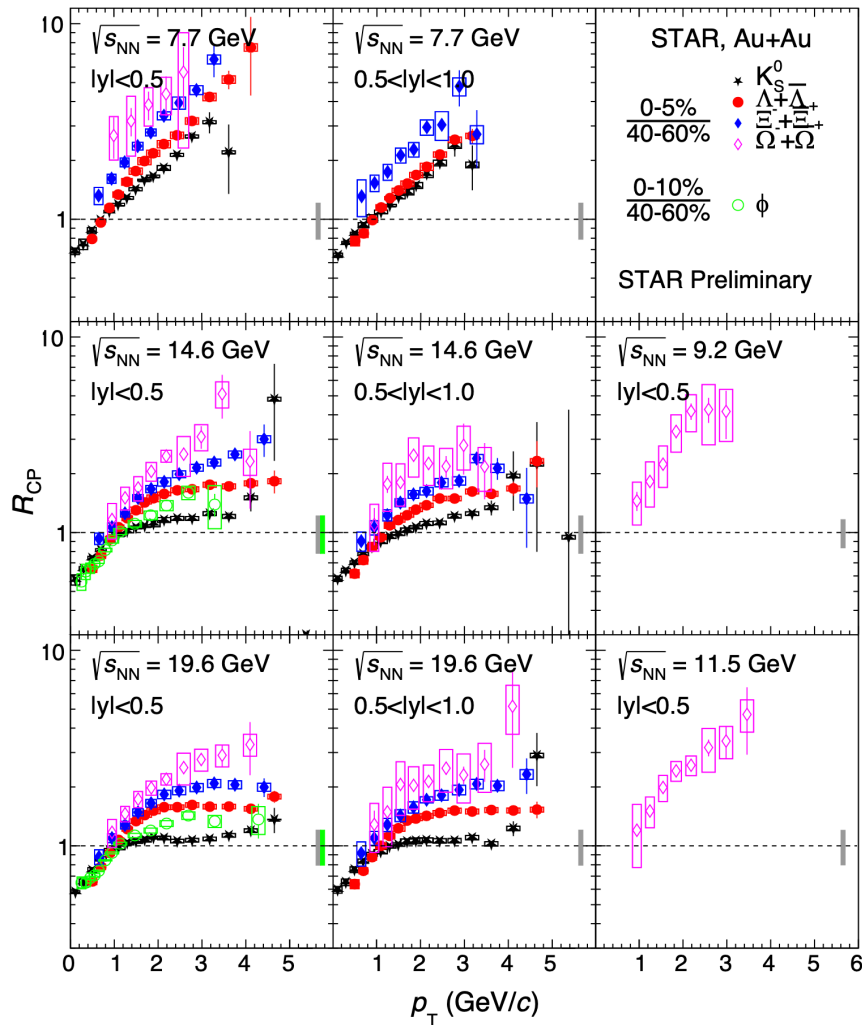 √sNN = 7.7 GeV
|y|<0.5
√sNN = 7.7 GeV
0.5<|y|<1.0
STAR, Au+Au
0-5%
40-60%
K0S
Λ+Λ̅
Ξ-+Ξ̅+
Ω-+Ω̅+
0-10%
40-60%
ϕ
STAR Preliminary
10
1
√sNN = 14.6 GeV
|y|<0.5
√sNN = 14.6 GeV
0.5<|y|<1.0
√sNN = 9.2 GeV
|y|<0.5
10
1
RCP
√sNN = 19.6 GeV
|y|<0.5
√sNN = 19.6 GeV
0.5<|y|<1.0
√sNN = 11.5 GeV
|y|<0.5
10
1
0 1 2 3 4 5 0 1 2 3 4 5 0 1 2 3 4 5 6
pT (GeV/c)